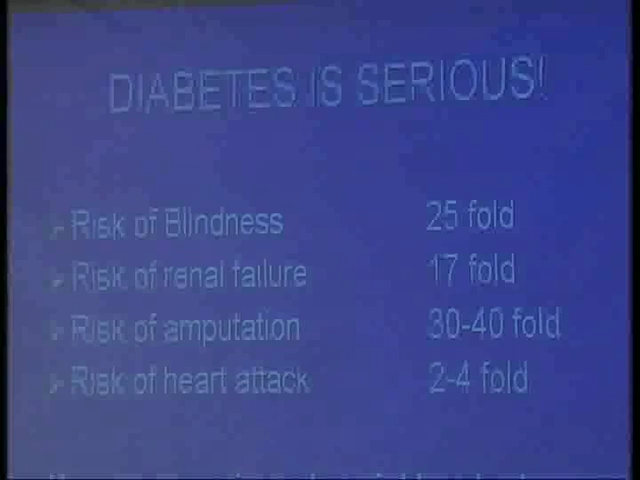 DIABETES IS SERIOUS!
➢ Risk of Blindness 25 fold
➢ Risk of renal failure 17 fold
➢ Risk of amputation 30-40 fold
➢ Risk of heart attack 2-4 fold